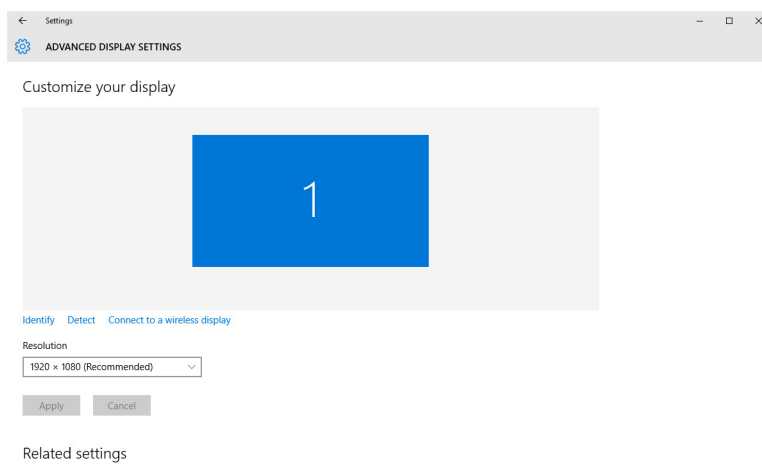 Settings
ADVANCED DISPLAY SETTINGS
Customize your display
1
Identify Detect Connect to a wireless display
Resolution
1920 × 1080 (Recommended)
Apply Cancel
Related settings